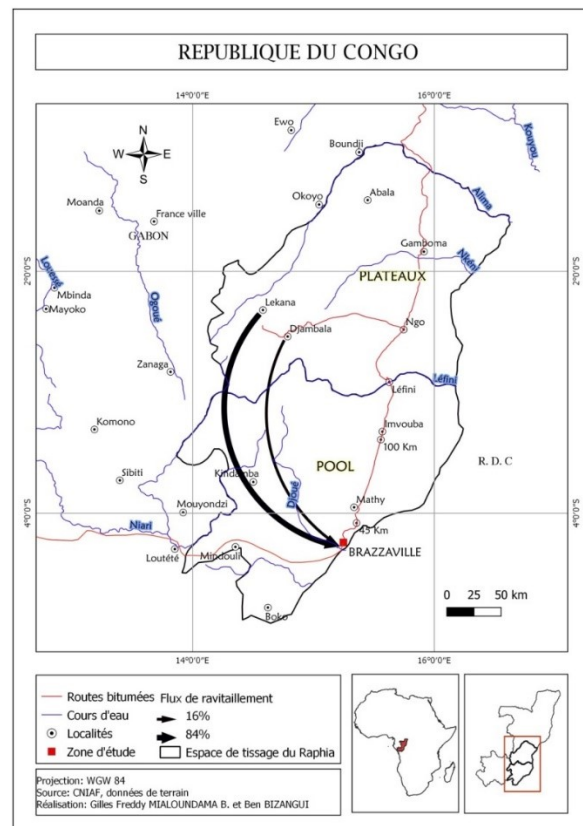 REPUBLIQUE DU CONGO
14°0'0"E 16°0'0"E
Ewo
Kouyou
N
W E
S
Boundji
Okoyo
Abala
Alima
Moanda
France ville
GABON
Gamboma
Nkéni
2°0'0"S
2°0'0"S
PLATEAUX
Mbinda
Mayoko
Ogoué
Lekana
Djambala
Ngo
Zanaga
Léfini
Léfini
Komono
Imvouba
100 Km
R. D. C
POOL
Sibiti
Kindamba
Djoué
Mouyondzi
Mathy
4°0'0"S
4°0'0"S
Niari
45 Km
Loutété
Mindouli
BRAZZAVILLE
Boko
0 25 50 km
14°0'0"E 16°0'0"E
Routes bitumées Flux de ravitaillement
Cours d'eau 16%
Localités 84%
Zone d'étude Espace de tissage du Raphia
Projection: WGW 84
Source: CNIAF, données de terrain
Réalisation: Gilles Freddy MIALOUNDAMA B. et Ben BIZANGUI